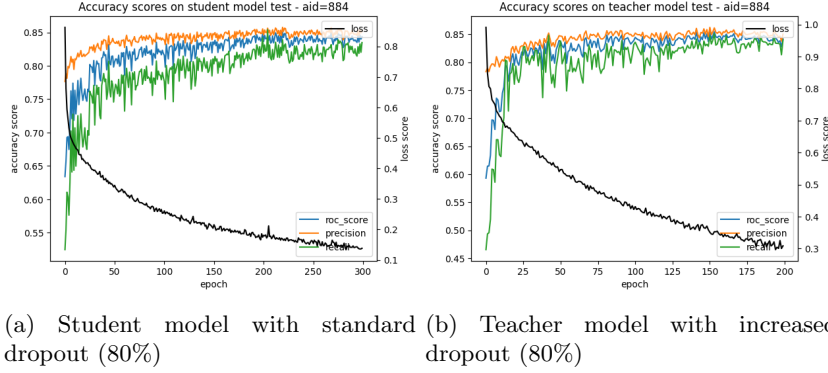 Accuracy scores on student model test - aid=884
loss
0.85
0.80
0.75
0.70
0.65
0.60
0.55
accuracy score
0.8
0.7
0.6
0.5
0.4
0.3
0.2
0.1
loss score
roc_score
precision
recall
0
50
100
150
200
250
300
epoch
Accuracy scores on teacher model test - aid=884
loss
0.85
0.80
0.75
0.70
0.65
0.60
0.55
0.50
0.45
accuracy score
1.0
0.9
0.8
0.7
0.6
0.5
0.4
0.3
loss score
roc_score
precision
recall
0
25
50
75
100
125
150
175
200
epoch
(a) Student model with standard
dropout (80%)
(b) Teacher model with increased
dropout (80%)